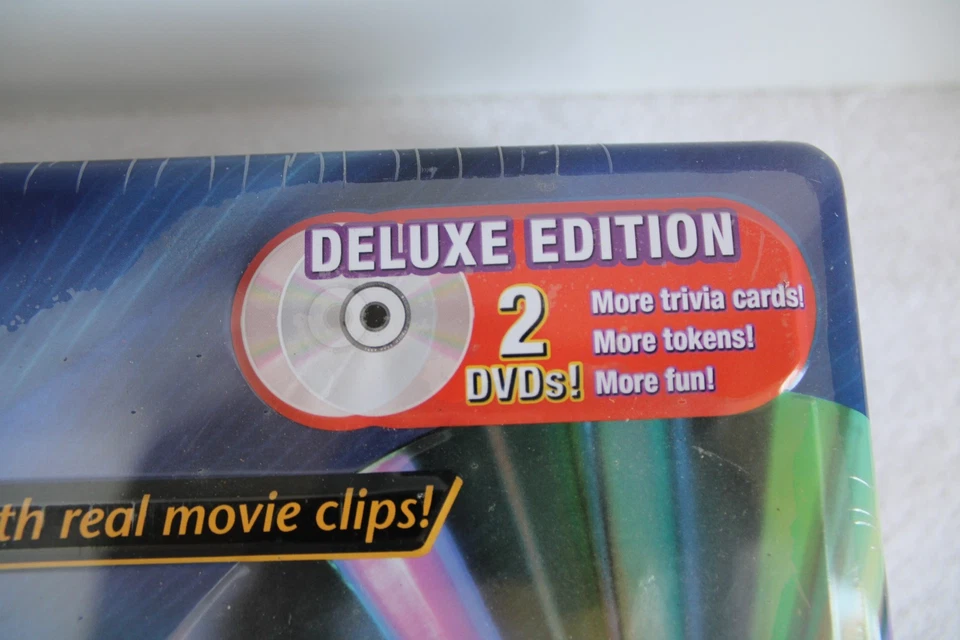 DELUXE EDITION
2
DVDs!
More trivia cards!
More tokens!
More fun!
th real movie clips!